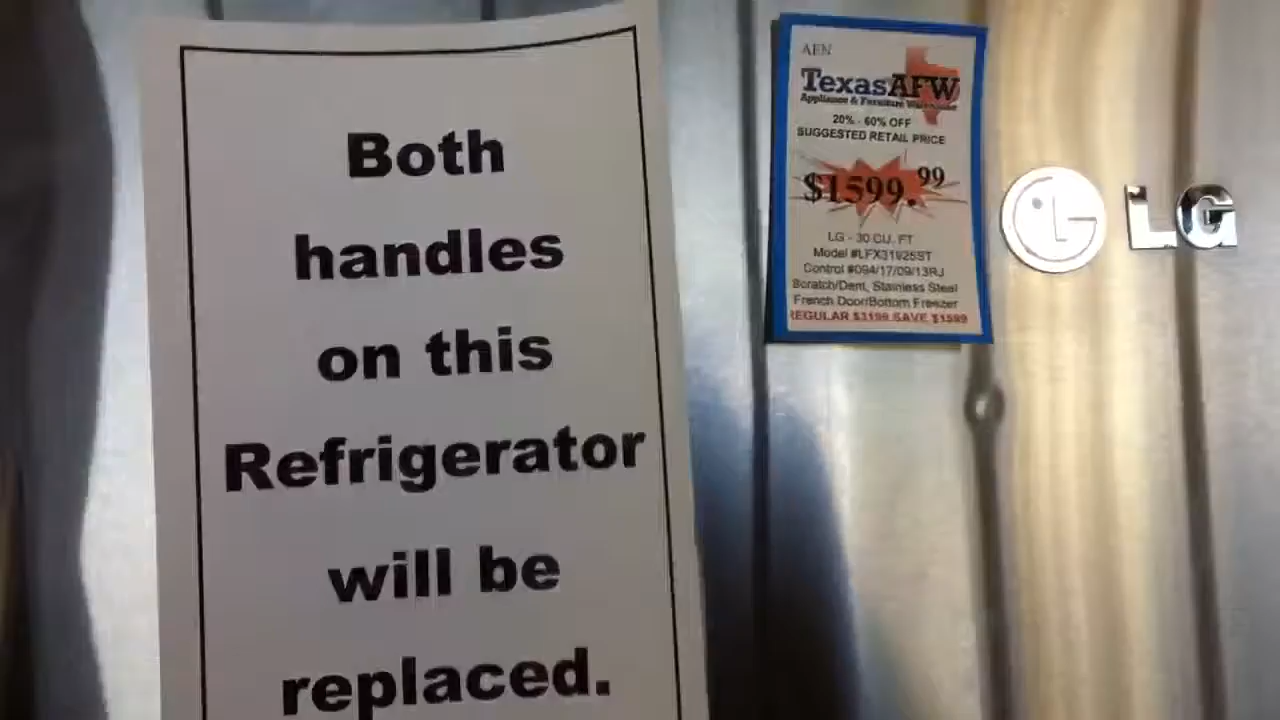 Both
handles
on this
Refrigerator
will be
replaced.
AFN
TexasAFW
Appliance & Furniture Warehouse
20% - 60% OFF
SUGGESTED RETAIL PRICE
$1599.99
LG - 30 CU. FT
Model #LFX31925ST
Control #094/17/09/13RJ
Scratch/Dent, Stainless Steel
French Door/Bottom Freezer
REGULAR $3199 SAVE $1599
LG
LG